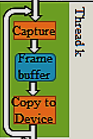 Thread k
Capture
Frame
buffer
Copy to
Device